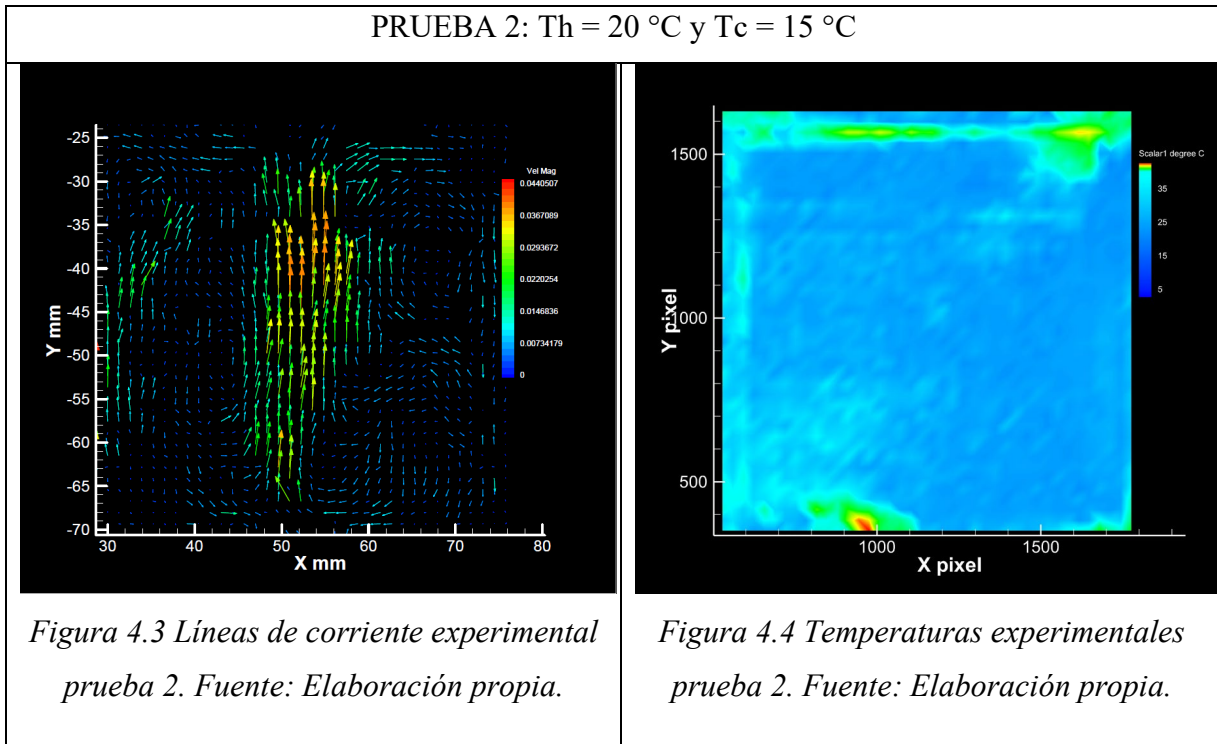 PRUEBA 2: Th = 20 °C y Tc = 15 °C
-25
-30
-35
-40
-45
-50
-55
-60
-65
-70
Y mm
30 40 50 60 70 80
X mm
Vel Mag
0.0440507
0.0367089
0.0293672
0.0220254
0.0146836
0.00734179
0
Figura 4.3 Líneas de corriente experimental
prueba 2. Fuente: Elaboración propia.
1500
1000
500
Y pixel
1000 1500
X pixel
Scalar1 degree C
35
25
15
5
Figura 4.4 Temperaturas experimentales
prueba 2. Fuente: Elaboración propia.